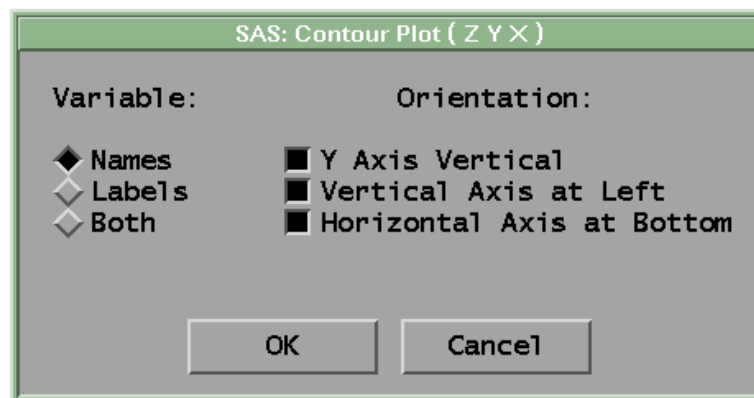 SAS: Contour Plot ( Z Y X )
Variable: Orientation:
Names Y Axis Vertical
Labels Vertical Axis at Left
Both Horizontal Axis at Bottom
OK Cancel